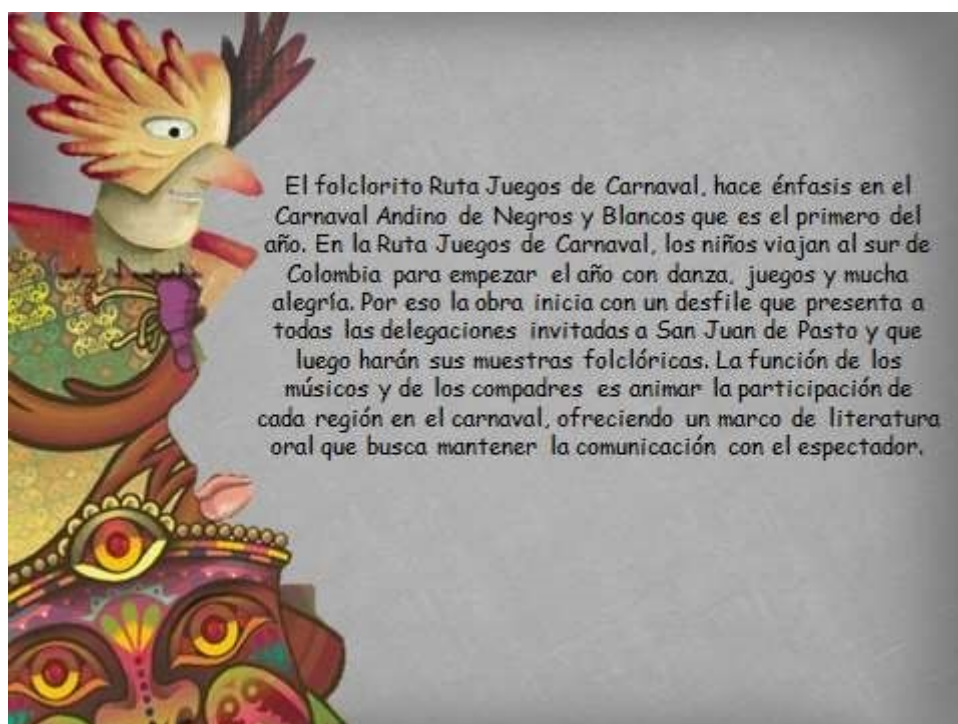 El folclorito Ruta Juegos de Carnaval, hace énfasis en el
Carnaval Andino de Negros y Blancos que es el primero del
año. En la Ruta Juegos de Carnaval, los niños viajan al sur de
Colombia para empezar el año con danza, juegos y mucha
alegría. Por eso la obra inicia con un desfile que presenta a
todas las delegaciones invitadas a San Juan de Pasto y que
luego harán sus muestras folclóricas. La función de los
músicos y de los compadres es animar la participación de
cada región en el carnaval, ofreciendo un marco de literatura
oral que busca mantener la comunicación con el espectador.